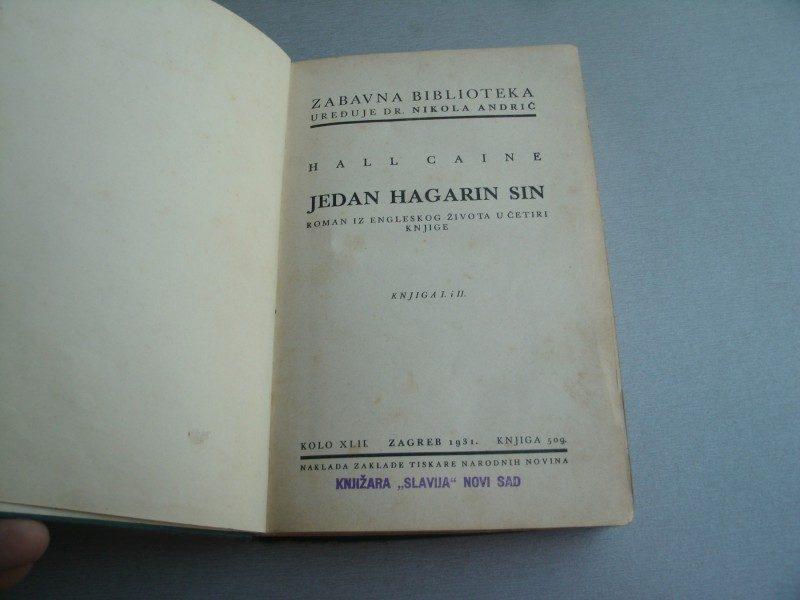 ZABAVNA BIBLIOTEKA
UREĐUJE DR. NIKOLA ANDRIĆ
HALL CAINE
JEDAN HAGARIN SIN
ROMAN IZ ENGLESKOG ŽIVOTA U ČETIRI
KNJIGE
KNJIGA I. i II.
KOLO XLII. ZAGREB 1931. KNJIGA 509.
NAKLADA ZAKLADE TISKARE NARODNIH NOVINA
KNJIŽARA „SLAVIJA“ NOVI SAD